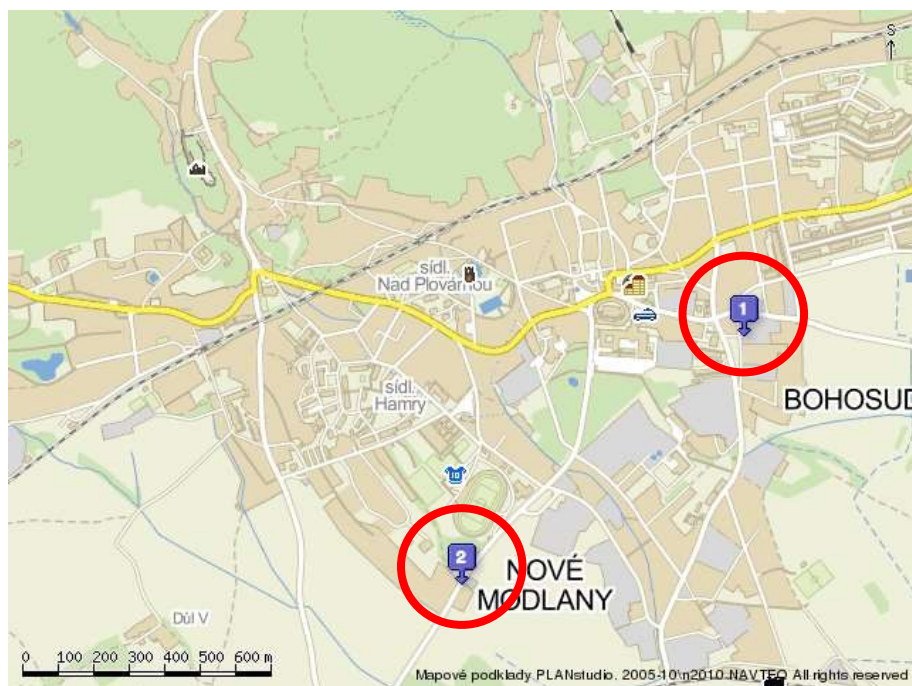 S
sídl.
Nad Plovárnou
1
sídl.
Hamry
BOHOSUD
10
2
NOVÉ
MODLANY
Důl V
0 100 200 300 400 500 600 m
Mapové podklady PLANstudio, 2005-10\n2010 NAVTEQ All rights reserved